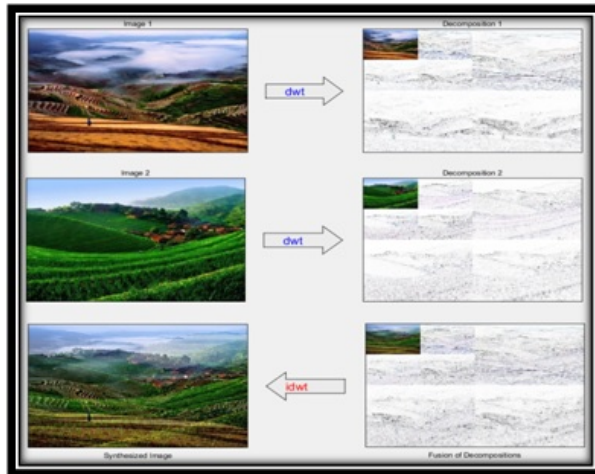 Image 1
Decomposition 1
dwt
Image 2
Decomposition 2
dwt
idwt
Synthesized Image
Fusion of Decompositions